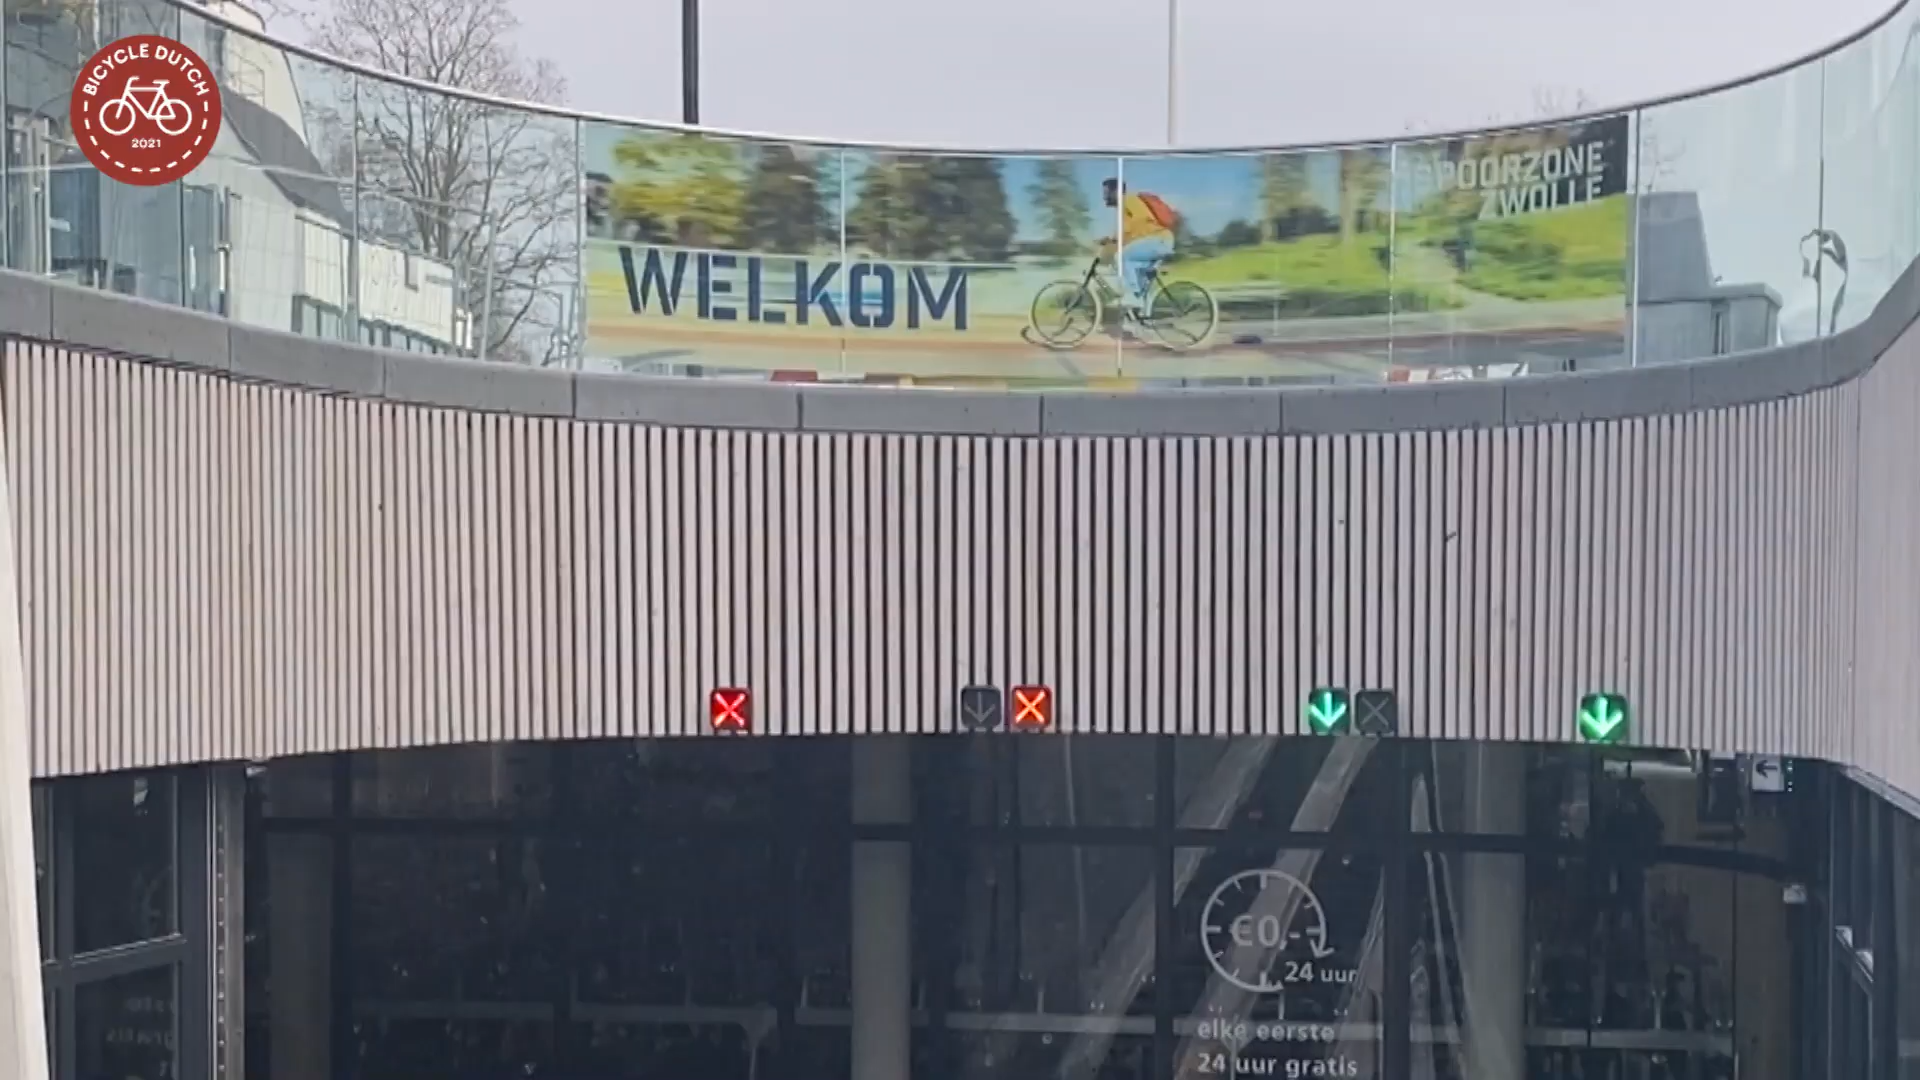 BICYCLE DUTCH
2021
WELKOM
SPOORZONE
ZWOLLE
€0,-
24 uur
elke eerste
24 uur gratis